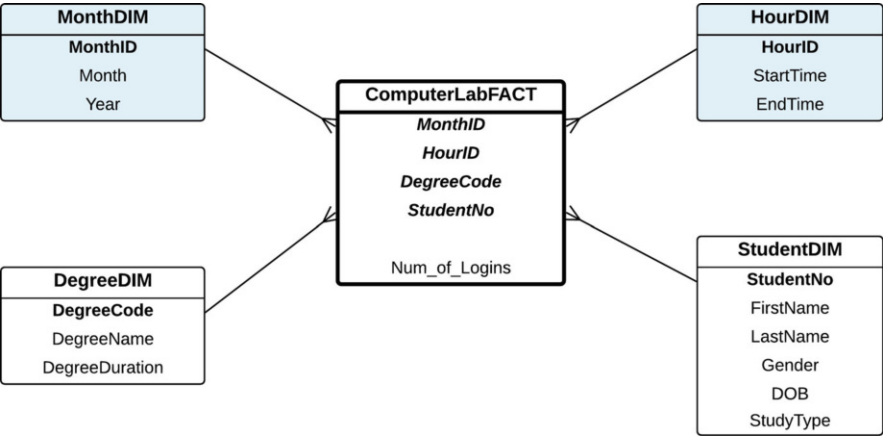 MonthDIM
MonthID
Month
Year
HourDIM
HourID
StartTime
EndTime
ComputerLabFACT
MonthID
HourID
DegreeCode
StudentNo
Num_of_Logins
DegreeDIM
DegreeCode
DegreeName
DegreeDuration
StudentDIM
StudentNo
FirstName
LastName
Gender
DOB
StudyType